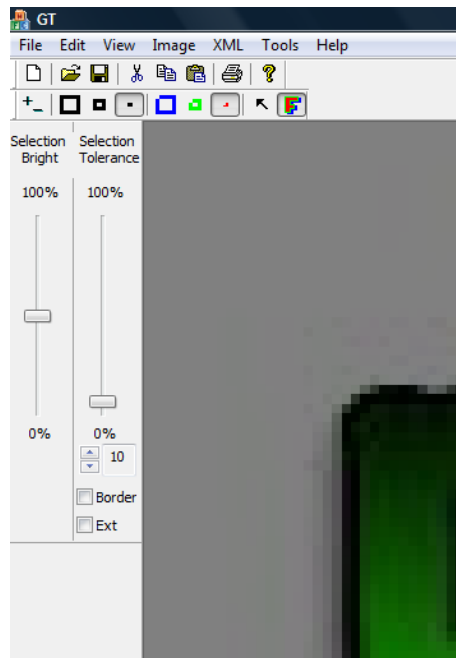 GT
File Edit View Image XML Tools Help
Selection Selection
Bright Tolerance
100% 100%
0% 0%
10
Border
Ext